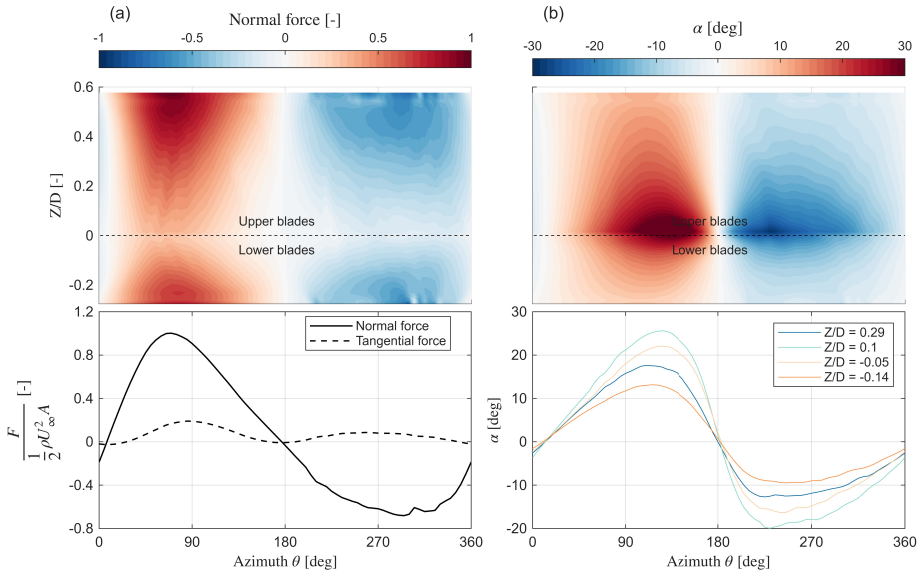 (a)
Normal force [-]
-1 -0.5 0 0.5 1
0.6
0.4
0.2
0
-0.2
Z/D [-]
Upper blades
Lower blades
1.2
0.8
0.4
0
-0.4
-0.8
F / (1/2 ρU²∞A) [-]
Normal force
Tangential force
0 90 180 270 360
Azimuth θ [deg]
(b)
α [deg]
-30 -20 -10 0 10 20 30
Upper blades
Lower blades
30
20
10
0
-10
-20
α [deg]
Z/D = 0.29
Z/D = 0.1
Z/D = -0.05
Z/D = -0.14
0 90 180 270 360
Azimuth θ [deg]